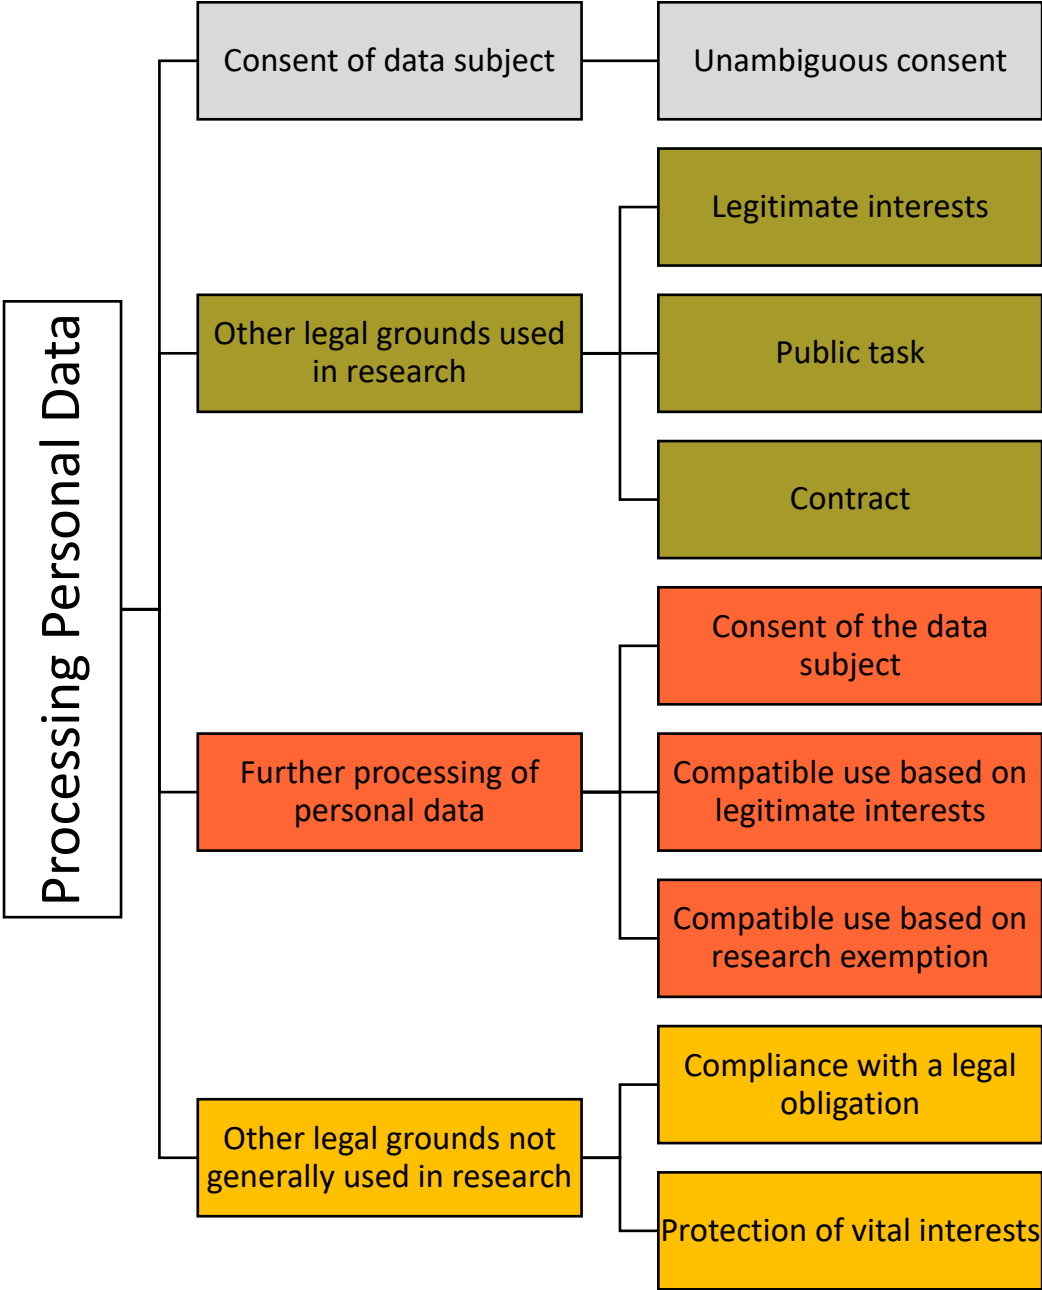 Processing Personal Data
Consent of data subject
Unambiguous consent
Other legal grounds used
in research
Legitimate interests
Public task
Contract
Further processing of
personal data
Consent of the data
subject
Compatible use based on
legitimate interests
Compatible use based on
research exemption
Other legal grounds not
generally used in research
Compliance with a legal
obligation
Protection of vital interests